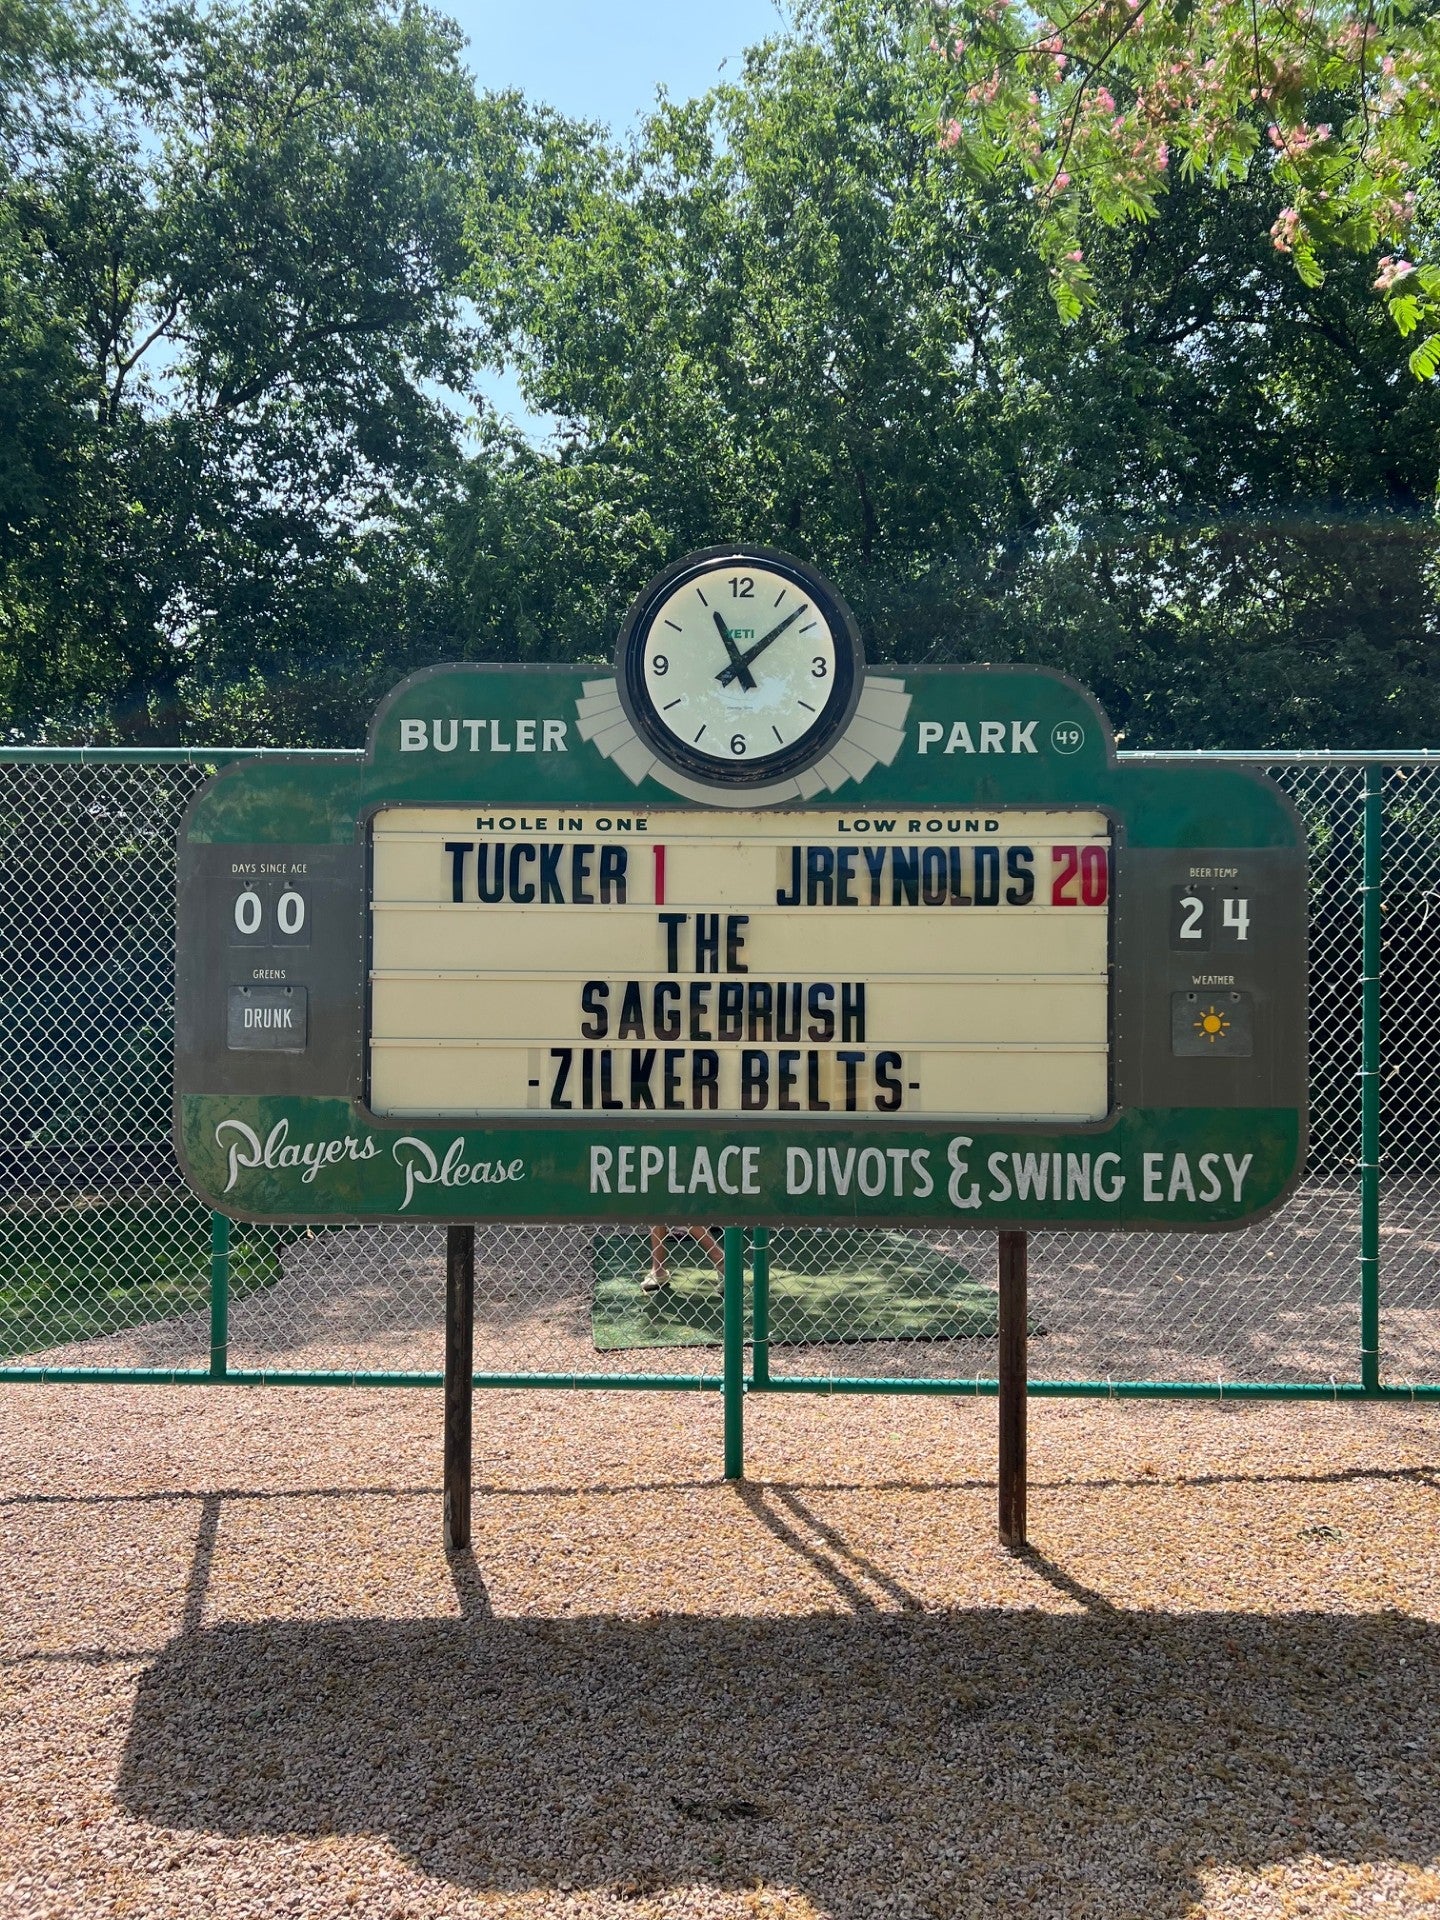 12
YETI
9 3
6
BUTLER PARK 49
HOLE IN ONE LOW ROUND
TUCKER 1 JREYNOLDS 20
THE
SAGEBRUSH
-ZILKER BELTS-
DAYS SINCE ACE
00
GREENS
DRUNK
BEER TEMP
24
WEATHER
Players Please REPLACE DIVOTS & SWING EASY